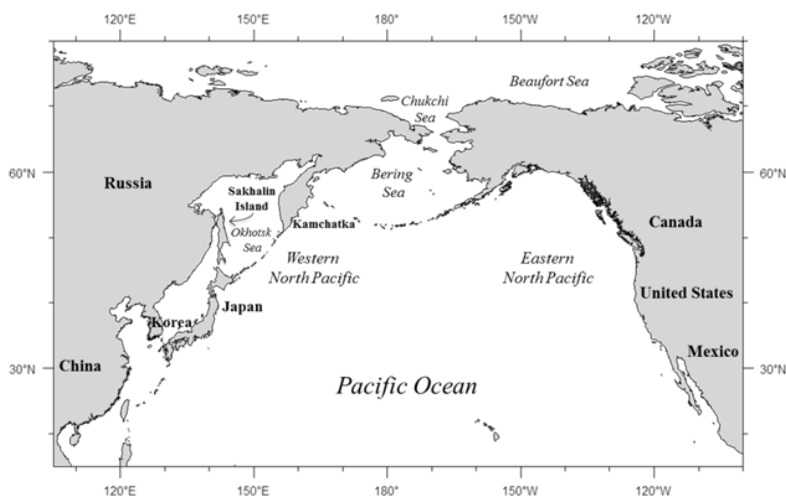 120°E 150°E 180° 150°W 120°W
Beaufort Sea
Chukchi
Sea
60°N 60°N
Bering
Sea
Russia
Sakhalin
Island
Kamchatka
Okhotsk
Sea
Canada
Western
North Pacific
Eastern
North Pacific
United States
Japan
Korea
Mexico
China
30°N 30°N
Pacific Ocean
120°E 150°E 180° 150°W 120°W